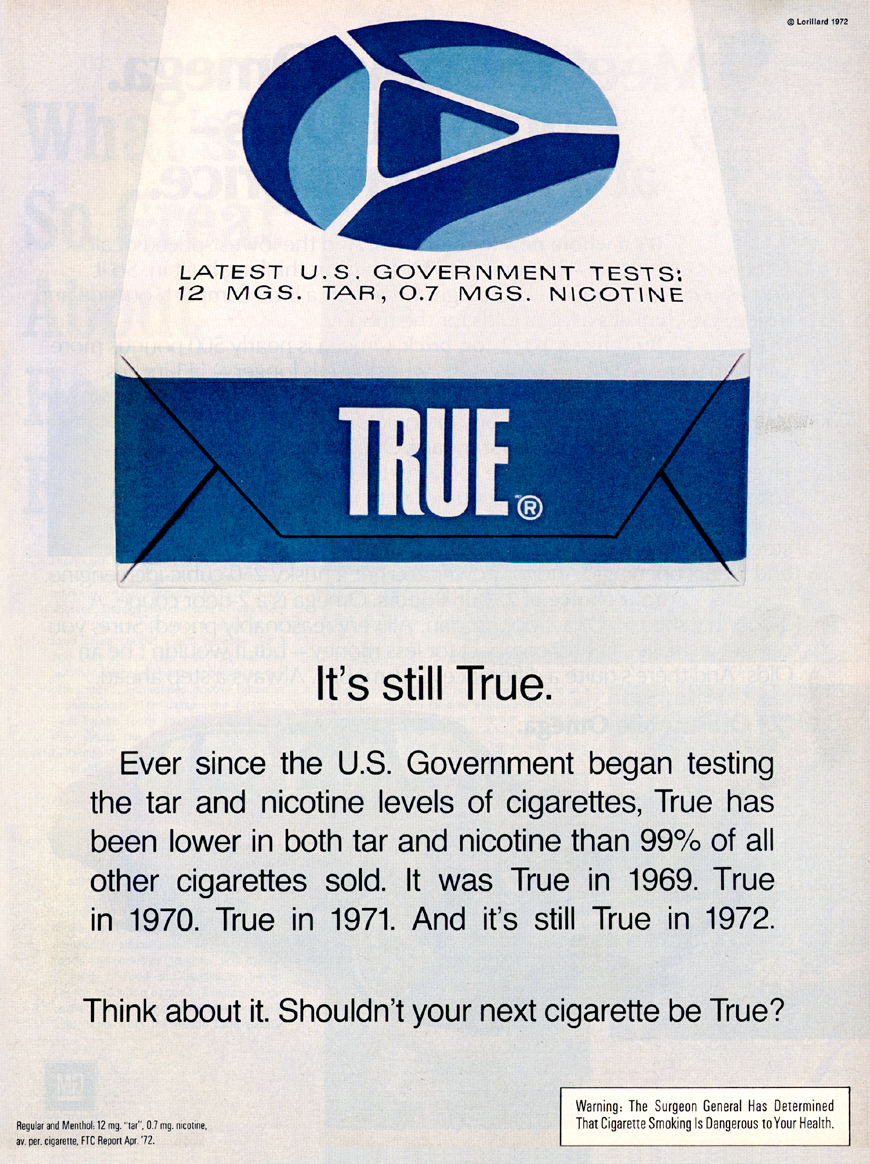 © Lorillard 1972
LATEST U.S. GOVERNMENT TESTS:
12 MGS. TAR, 0.7 MGS. NICOTINE
TRUE®
It's still True.
Ever since the U.S. Government began testing
the tar and nicotine levels of cigarettes, True has
been lower in both tar and nicotine than 99% of all
other cigarettes sold. It was True in 1969. True
in 1970. True in 1971. And it's still True in 1972.
Think about it. Shouldn't your next cigarette be True?
Regular and Menthol: 12 mg. "tar", 0.7 mg. nicotine,
av. per. cigarette, FTC Report Apr. '72.
Warning: The Surgeon General Has Determined
That Cigarette Smoking Is Dangerous to Your Health.